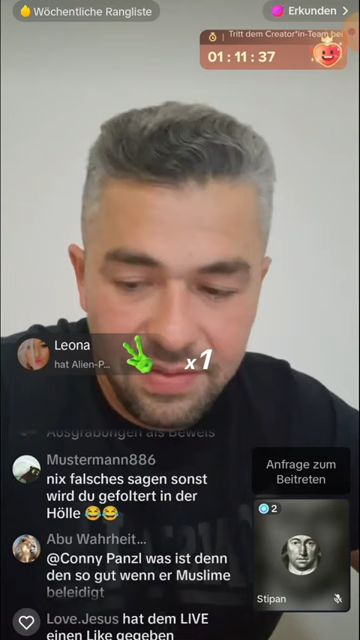 Wöchentliche Rangliste
Erkunden >
Tritt dem Creator*in-Team bei
01:11:37
Leona
hat Alien-P...
x1
Ausgrabungen als Beweis
Mustermann886
nix falsches sagen sonst
wird du gefoltert in der
Hölle 😂😂
Anfrage zum
Beitreten
2
Abu Wahrheit...
@Conny Panzl was ist denn
den so gut wenn er Muslime
beleidigt
Stipan
Love.Jesus hat dem LIVE
einen Like gegeben